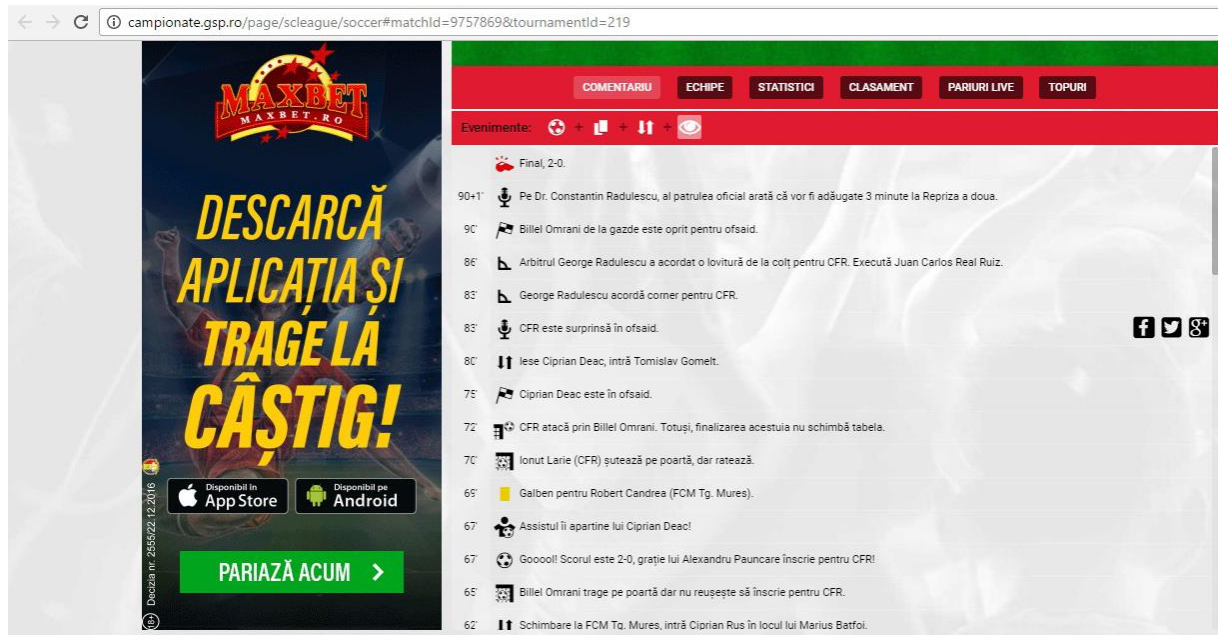 campionate.gsp.ro/page/scleague/soccer#matchId=9757869&tournamentId=219
MAXBET
MAXBET.RO
DESCARCĂ
APLICAȚIA ȘI
TRAGE LA
CÂȘTIG!
Disponibil în
App Store
Disponibil pe
Android
PARIAZĂ ACUM
18+ Decizia nr. 2555/22.12.2016
COMENTARIU ECHIPE STATISTICI CLASAMENT PARIURI LIVE TOPURI
Evenimente: + + +
Final, 2-0.
90+1' Pe Dr. Constantin Radulescu, al patrulea oficial arată că vor fi adăugate 3 minute la Repriza a doua.
90' Billel Omrani de la gazde este oprit pentru ofsaid.
86' Arbitrul George Radulescu a acordat o lovitură de la colț pentru CFR. Execută Juan Carlos Real Ruiz.
83' George Radulescu acordă corner pentru CFR.
83' CFR este surprinsă în ofsaid.
80' Iese Ciprian Deac, intră Tomislav Gomelt.
75' Ciprian Deac este în ofsaid.
72' CFR atacă prin Billel Omrani. Totuși, finalizarea acestuia nu schimbă tabela.
70' Ionut Larie (CFR) șutează pe poartă, dar ratează.
69' Galben pentru Robert Candrea (FCM Tg. Mures).
67' Assistul îi apartine lui Ciprian Deac!
67' Gooool! Scorul este 2-0, grație lui Alexandru Pauncare înscrie pentru CFR!
65' Billel Omrani trage pe poartă dar nu reușește să înscrie pentru CFR.
62' Schimbare la FCM Tg. Mures, intră Ciprian Rus în locul lui Marius Batfoi.